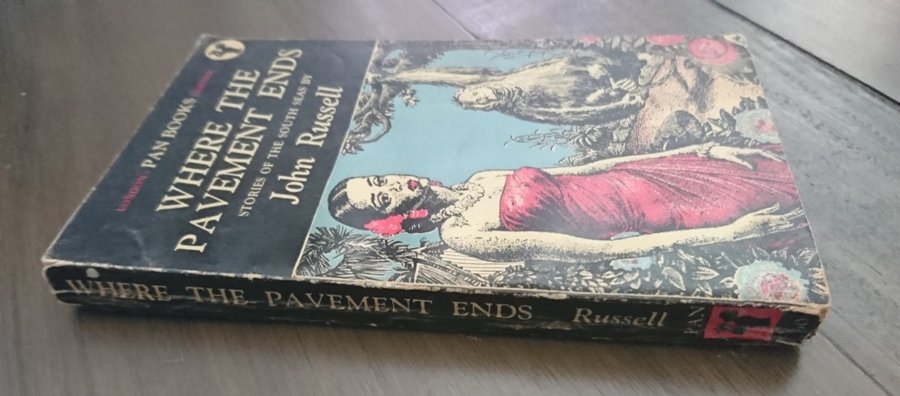 LONDON PAN BOOKS
WHERE THE
PAVEMENT ENDS
STORIES OF THE SOUTH SEAS BY
John Russell
WHERE THE PAVEMENT ENDS Russell PAN